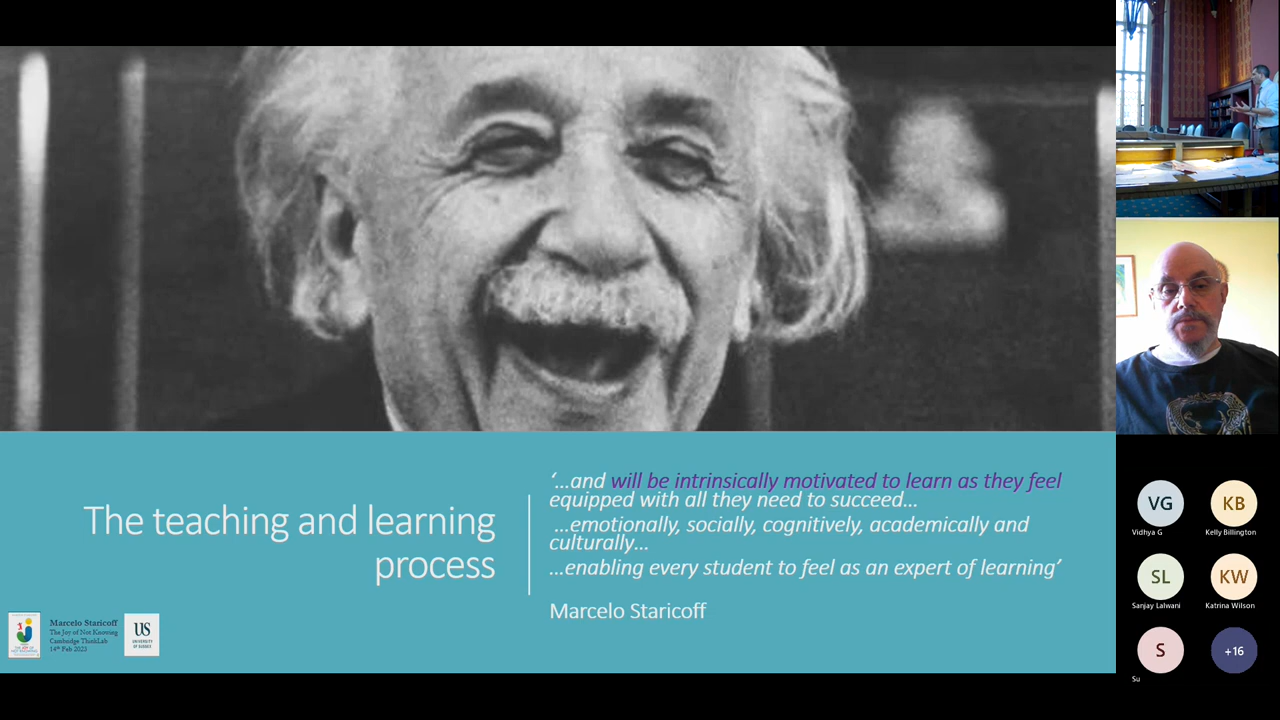 The teaching and learning
process
‘…and will be intrinsically motivated to learn as they feel
equipped with all they need to succeed…
…emotionally, socially, cognitively, academically and
culturally…
…enabling every student to feel as an expert of learning’
Marcelo Staricoff
Marcelo Staricoff
The Joy of Not Knowing
Cambridge ThinkLab
14th Feb 2023
US
UNIVERSITY
OF SUSSEX
VG
Vidhya G
KB
Kelly Billington
SL
Sanjay Lalwani
KW
Katrina Wilson
S
Su
+16